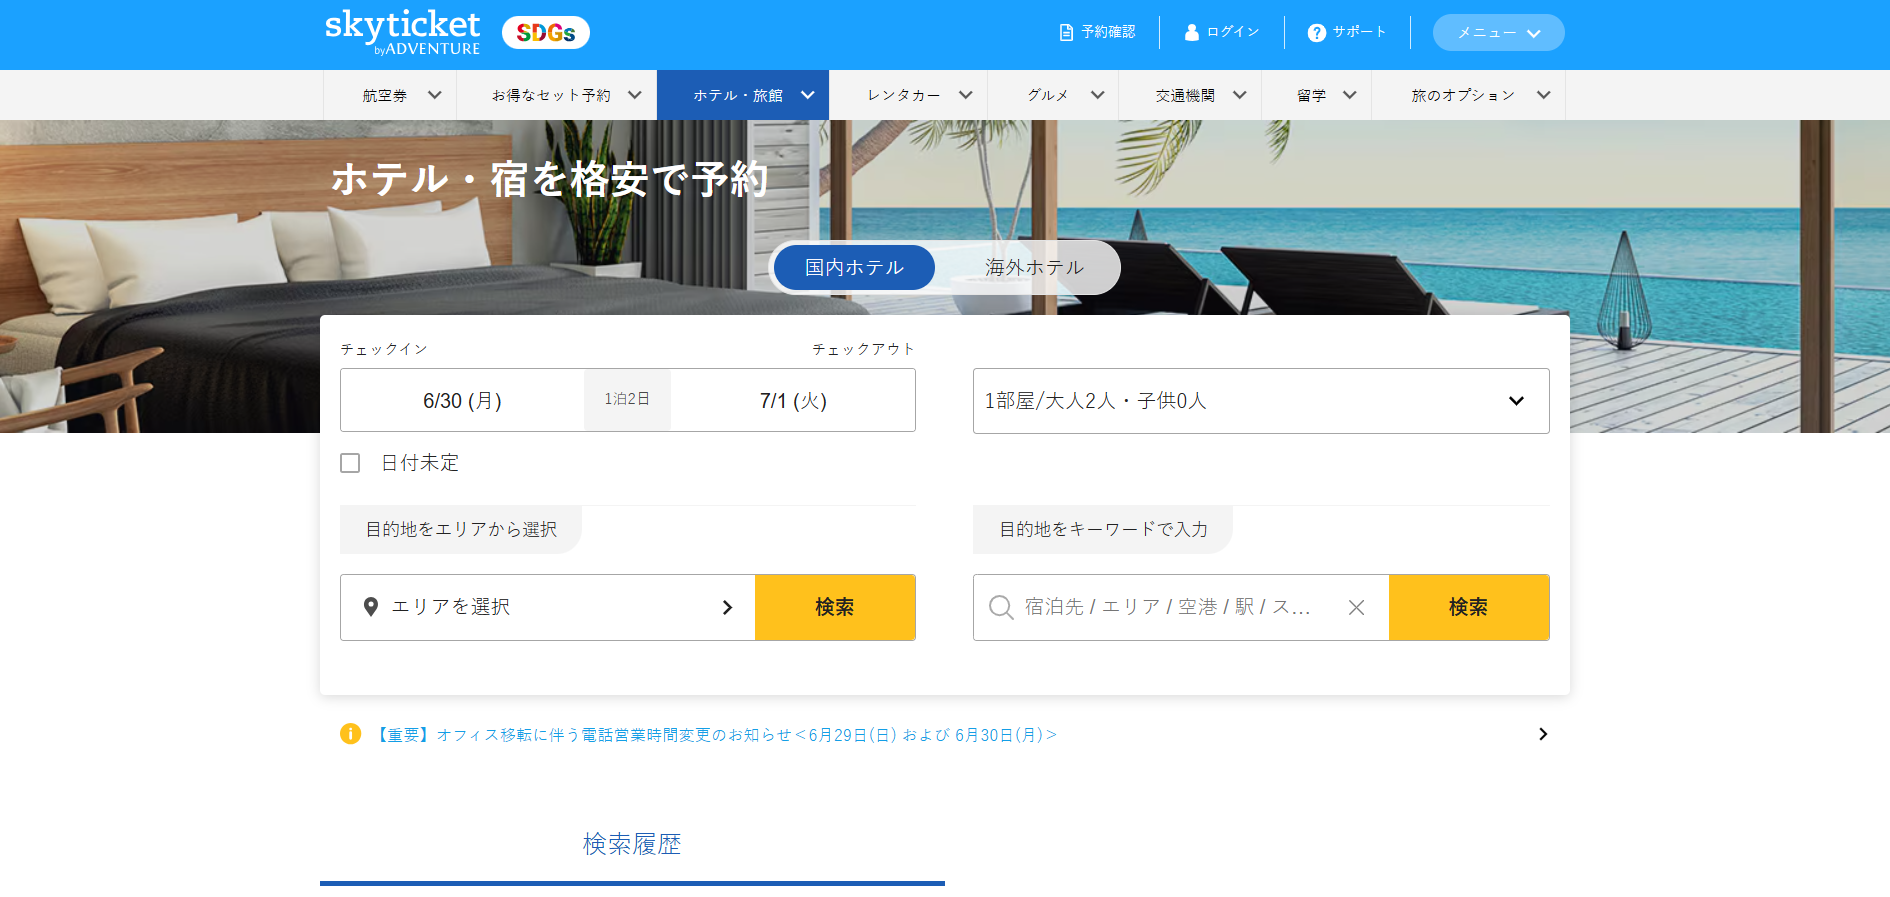 skyticket
byADVENTURE
SDGs
予約確認
ログイン
サポート
メニュー
航空券
お得なセット予約
ホテル・旅館
レンタカー
グルメ
交通機関
留学
旅のオプション
ホテル・宿を格安で予約
国内ホテル
海外ホテル
チェックイン
チェックアウト
6/30 (月)
1泊2日
7/1 (火)
1部屋/大人2人・子供0人
日付未定
目的地をエリアから選択
目的地をキーワードで入力
エリアを選択
検索
宿泊先 / エリア / 空港 / 駅 / ス...
検索
【重要】オフィス移転に伴う電話営業時間変更のお知らせ＜6月29日(日) および 6月30日(月)＞
検索履歴